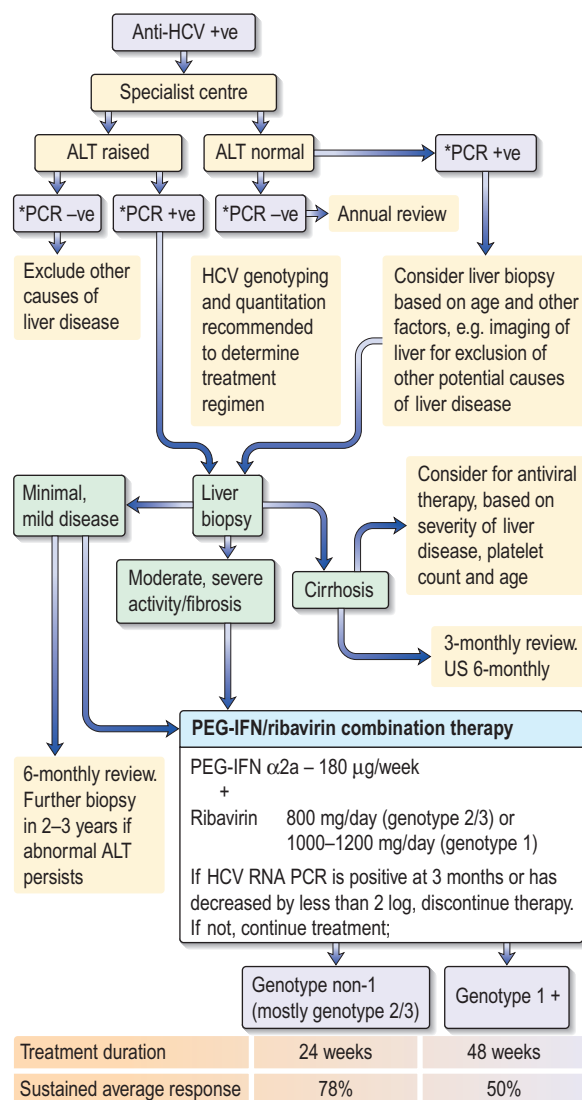 Anti-HCV +ve
Specialist centre
ALT raised
ALT normal
*PCR +ve
*PCR –ve
*PCR +ve
*PCR –ve
Annual review
Exclude other
causes of
liver disease
HCV genotyping
and quantitation
recommended
to determine
treatment
regimen
Consider liver biopsy
based on age and other
factors, e.g. imaging of
liver for exclusion of
other potential causes
of liver disease
Minimal,
mild disease
Liver
biopsy
Consider for antiviral
therapy, based on
severity of liver
disease, platelet
count and age
Moderate, severe
activity/fibrosis
Cirrhosis
3-monthly review.
US 6-monthly
6-monthly review.
Further biopsy
in 2–3 years if
abnormal ALT
persists
PEG-IFN/ribavirin combination therapy
PEG-IFN α2a – 180 μg/week
+
Ribavirin 800 mg/day (genotype 2/3) or
1000–1200 mg/day (genotype 1)
If HCV RNA PCR is positive at 3 months or has
decreased by less than 2 log, discontinue therapy.
If not, continue treatment;
Genotype non-1
(mostly genotype 2/3)
Genotype 1 +
Treatment duration 24 weeks 48 weeks
Sustained average response 78% 50%